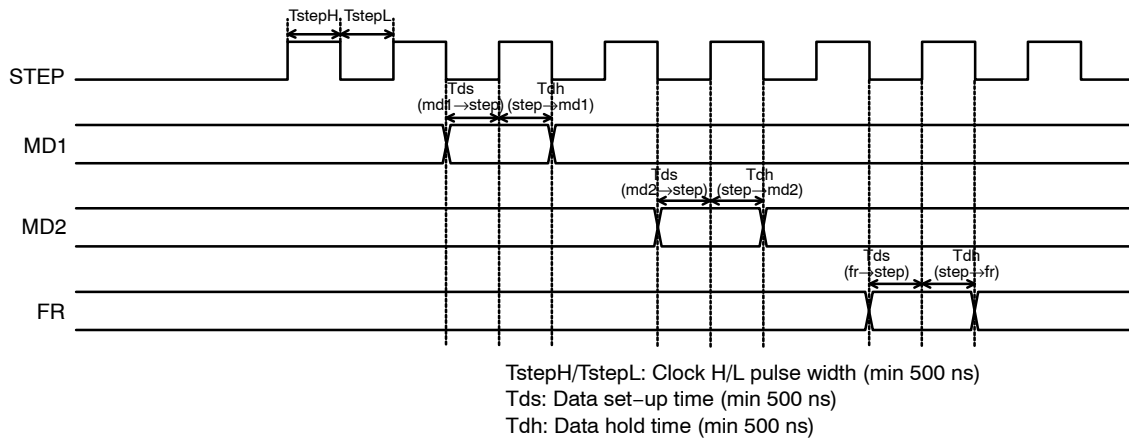 TstepH TstepL
STEP
Tds Tdh
(md1→step) (step→md1)
MD1
Tds Tdh
(md2→step) (step→md2)
MD2
Tds Tdh
(fr→step) (step→fr)
FR
TstepH/TstepL: Clock H/L pulse width (min 500 ns)
Tds: Data set−up time (min 500 ns)
Tdh: Data hold time (min 500 ns)